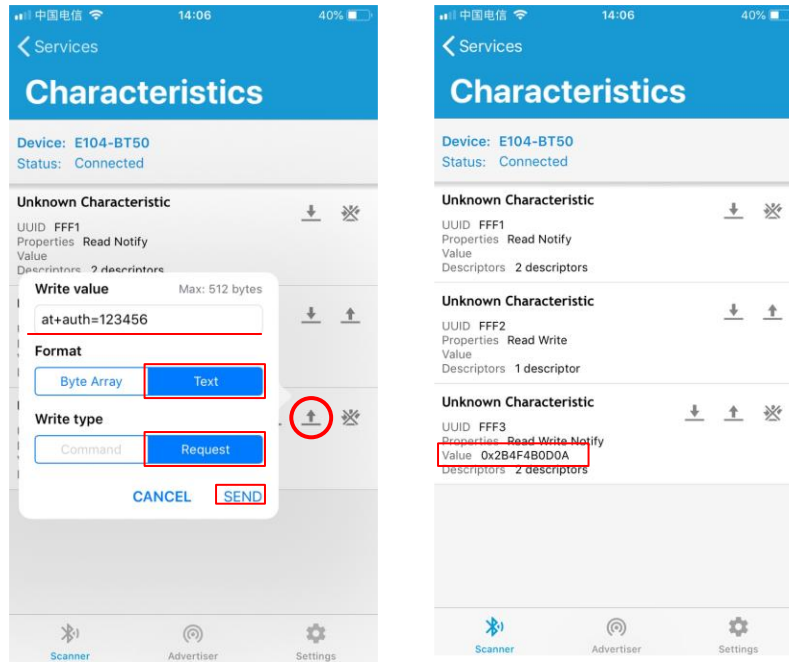 中国电信 14:06 40%
Services
Characteristics
Device: E104-BT50
Status: Connected
Unknown Characteristic
UUID FFF1
Properties Read Notify
Value
Descriptors 2 descriptors
Write value Max: 512 bytes
at+auth=123456
Format
Byte Array Text
Write type
Command Request
CANCEL SEND
Scanner Advertiser Settings
中国电信 14:06 40%
Services
Characteristics
Device: E104-BT50
Status: Connected
Unknown Characteristic
UUID FFF1
Properties Read Notify
Value
Descriptors 2 descriptors
Unknown Characteristic
UUID FFF2
Properties Read Write
Value
Descriptors 1 descriptor
Unknown Characteristic
UUID FFF3
Properties Read Write Notify
Value 0x2B4F4B0D0A
Descriptors 2 descriptors
Scanner Advertiser Settings